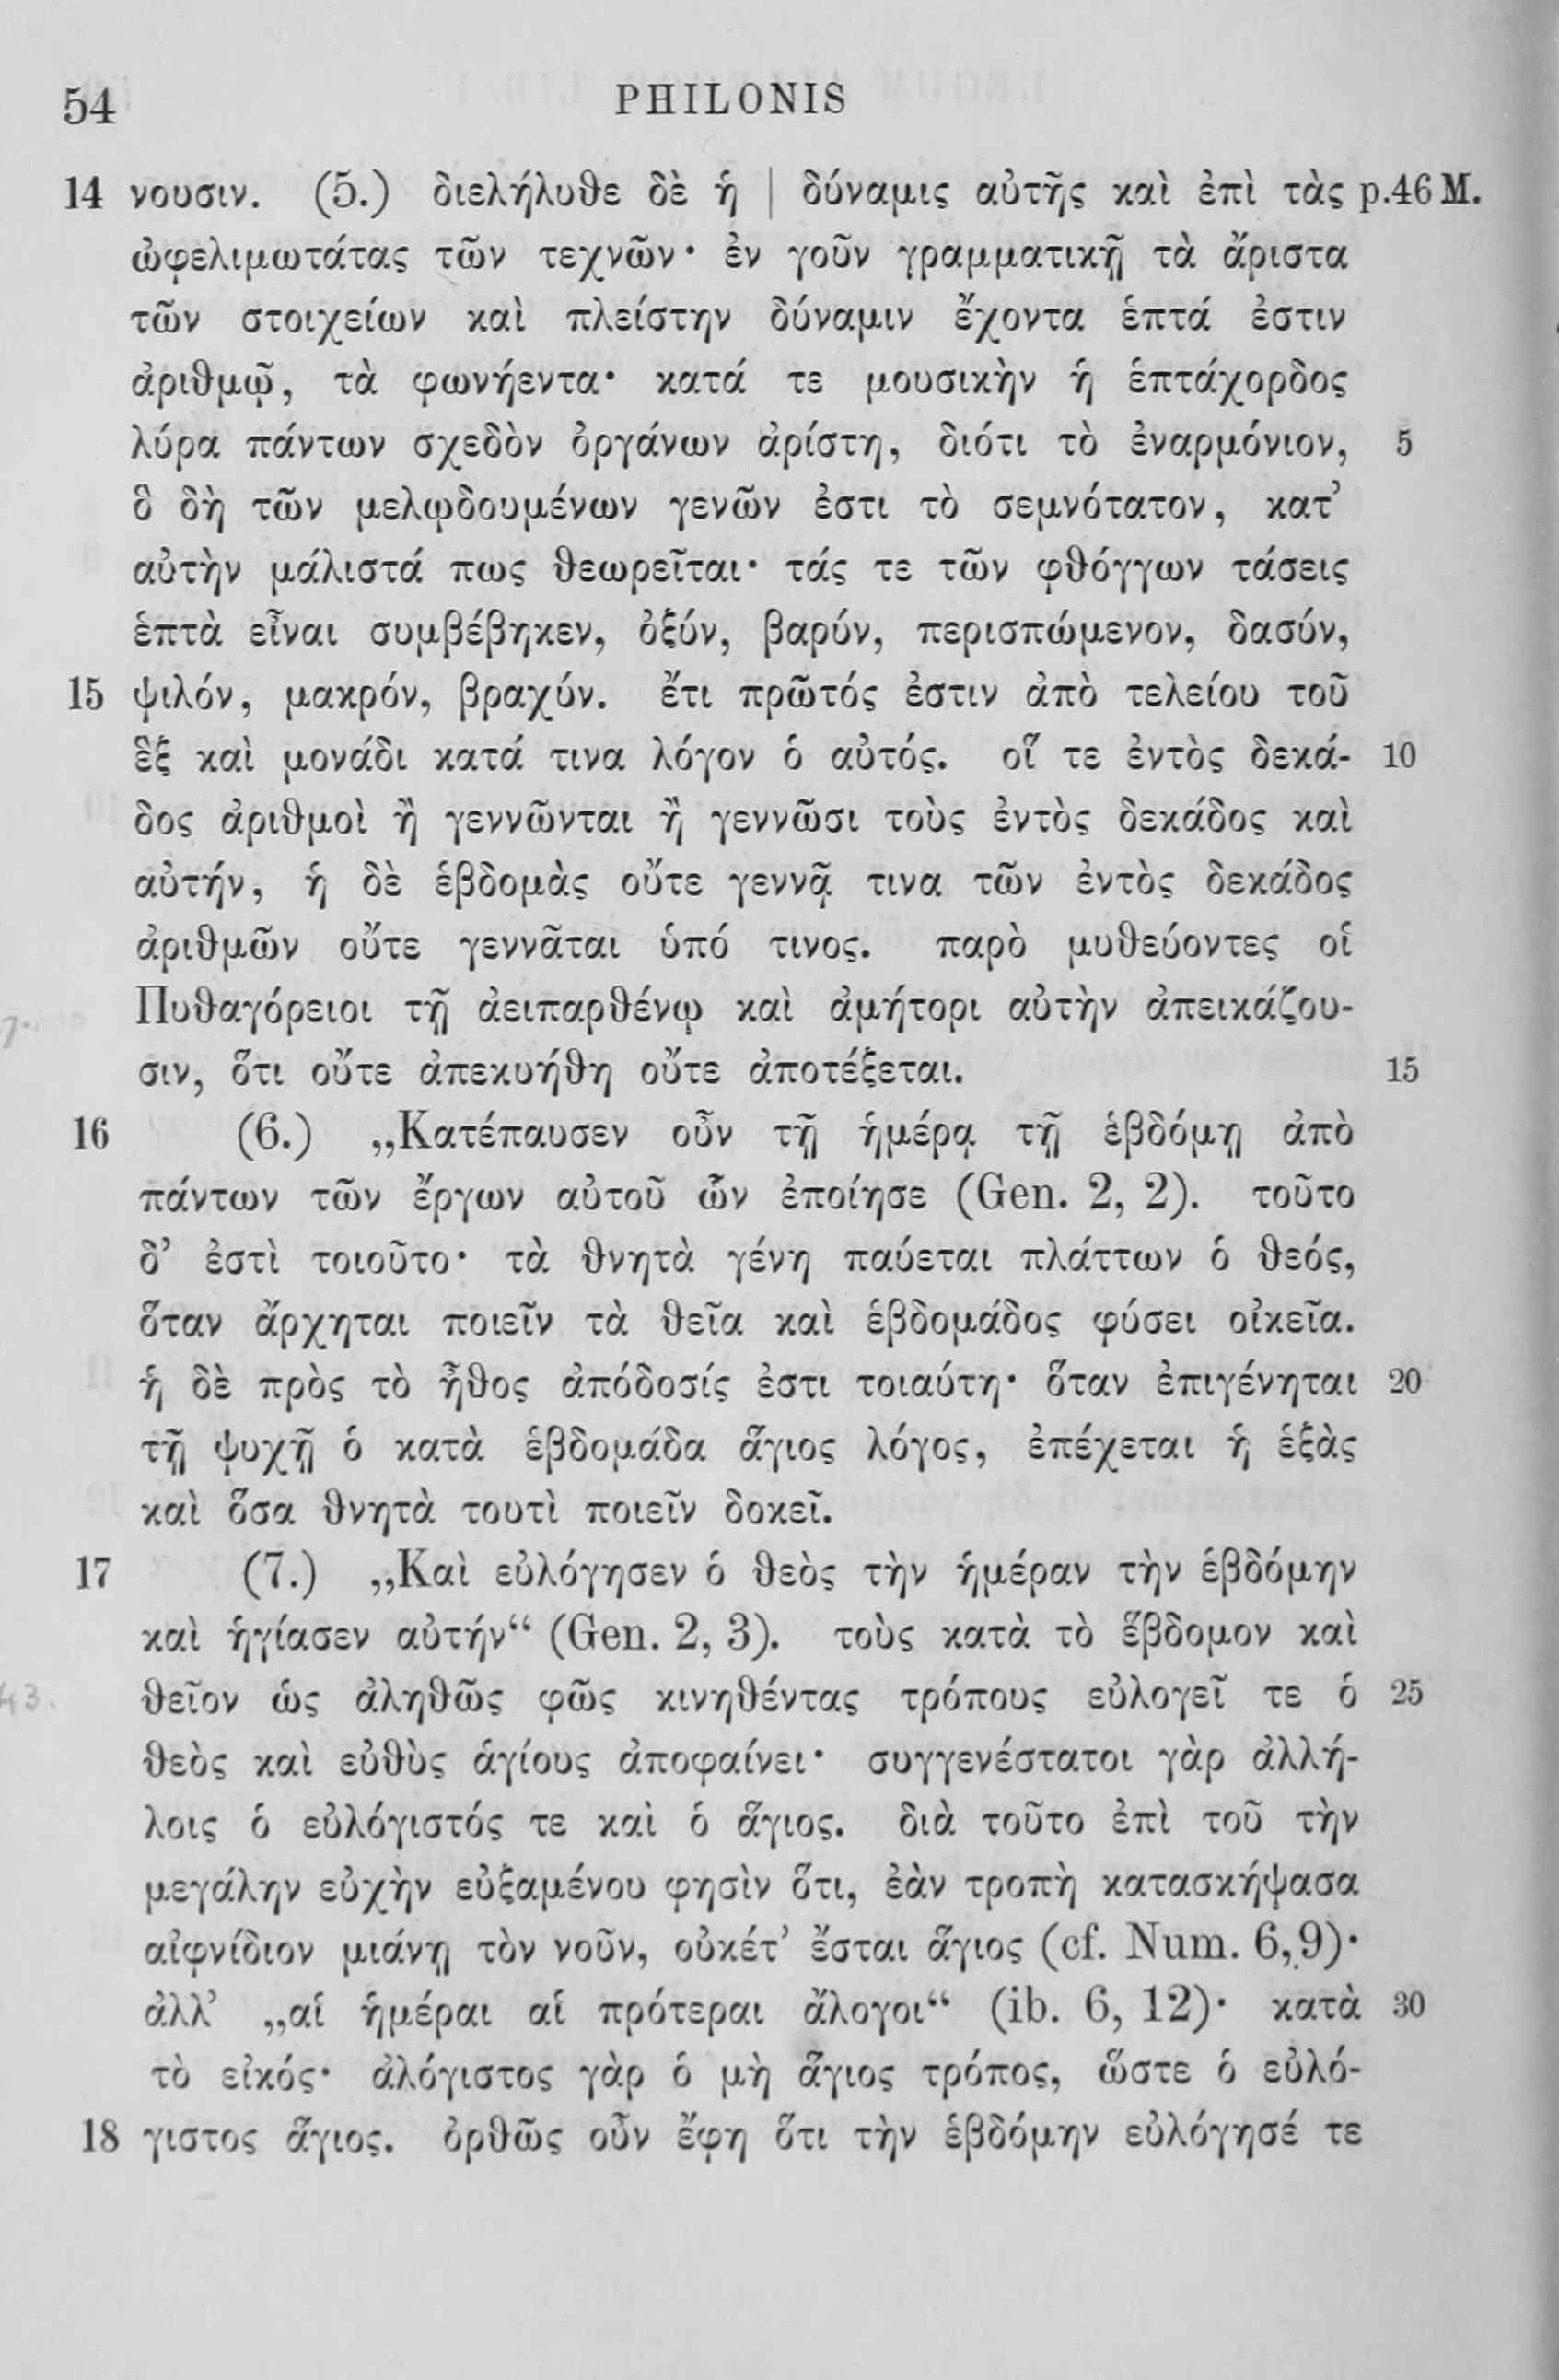 54 PHILONIS
14 νουσιν. (5.) διελήλυθε δὲ ἡ | δύναμις αὐτῆς καὶ ἐπὶ τὰς p.46 M.
ὠφελιμωτάτας τῶν τεχνῶν· ἐν γοῦν γραμματικῇ τὰ ἄριστα
τῶν στοιχείων καὶ πλείστην δύναμιν ἔχοντα ἑπτά ἐστιν
ἀριθμῷ, τὰ φωνήεντα· κατά τε μουσικὴν ἡ ἑπτάχορδος
λύρα πάντων σχεδὸν ὀργάνων ἀρίστη, διότι τὸ ἐναρμόνιον, 5
ὃ δὴ τῶν μελῳδουμένων γενῶν ἐστι τὸ σεμνότατον, κατ’
αὐτὴν μάλιστά πως θεωρεῖται· τάς τε τῶν φθόγγων τάσεις
ἑπτὰ εἶναι συμβέβηκεν, ὀξύν, βαρύν, περισπώμενον, δασύν,
15 ψιλόν, μακρόν, βραχύν. ἔτι πρῶτός ἐστιν ἀπὸ τελείου τοῦ
ἓξ καὶ μονάδι κατά τινα λόγον ὁ αὐτός. οἵ τε ἐντὸς δεκά- 10
δος ἀριθμοὶ ἢ γεννῶνται ἢ γεννῶσι τοὺς ἐντὸς δεκάδος καὶ
αὐτήν, ἡ δὲ ἑβδομὰς οὔτε γεννᾷ τινα τῶν ἐντὸς δεκάδος
ἀριθμῶν οὔτε γεννᾶται ὑπό τινος. παρὸ μυθεύοντες οἱ
Πυθαγόρειοι τῇ ἀειπαρθένῳ καὶ ἀμήτορι αὐτὴν ἀπεικάζου-
σιν, ὅτι οὔτε ἀπεκυήθη οὔτε ἀποτέξεται. 15
16 (6.) „Κατέπαυσεν οὖν τῇ ἡμέρᾳ τῇ ἑβδόμῃ ἀπὸ
πάντων τῶν ἔργων αὐτοῦ ὧν ἐποίησε (Gen. 2, 2). τοῦτο
δ’ ἐστὶ τοιοῦτο· τὰ θνητὰ γένη παύεται πλάττων ὁ θεός,
ὅταν ἄρχηται ποιεῖν τὰ θεῖα καὶ ἑβδομάδος φύσει οἰκεῖα.
ἡ δὲ πρὸς τὸ ἦθος ἀπόδοσίς ἐστι τοιαύτη· ὅταν ἐπιγένηται 20
τῇ ψυχῇ ὁ κατὰ ἑβδομάδα ἅγιος λόγος, ἐπέχεται ἡ ἑξὰς
καὶ ὅσα θνητὰ τουτὶ ποιεῖν δοκεῖ.
17 (7.) „Καὶ εὐλόγησεν ὁ θεὸς τὴν ἡμέραν τὴν ἑβδόμην
καὶ ἡγίασεν αὐτήν“ (Gen. 2, 3). τοὺς κατὰ τὸ ἕβδομον καὶ
θεῖον ὡς ἀληθῶς φῶς κινηθέντας τρόπους εὐλογεῖ τε ὁ 25
θεὸς καὶ εὐθὺς ἁγίους ἀποφαίνει· συγγενέστατοι γὰρ ἀλλή-
λοις ὁ εὐλόγιστός τε καὶ ὁ ἅγιος. διὰ τοῦτο ἐπὶ τοῦ τὴν
μεγάλην εὐχὴν εὐξαμένου φησὶν ὅτι, ἐὰν τροπὴ κατασκήψασα
αἰφνίδιον μιάνῃ τὸν νοῦν, οὐκέτ’ ἔσται ἅγιος (cf. Num. 6, 9)·
ἀλλ’ „αἱ ἡμέραι αἱ πρότεραι ἄλογοι“ (ib. 6, 12)· κατὰ 30
τὸ εἰκός· ἀλόγιστος γὰρ ὁ μὴ ἅγιος τρόπος, ὥστε ὁ εὐλό-
18 γιστος ἅγιος. ὀρθῶς οὖν ἔφη ὅτι τὴν ἑβδόμην εὐλόγησέ τε